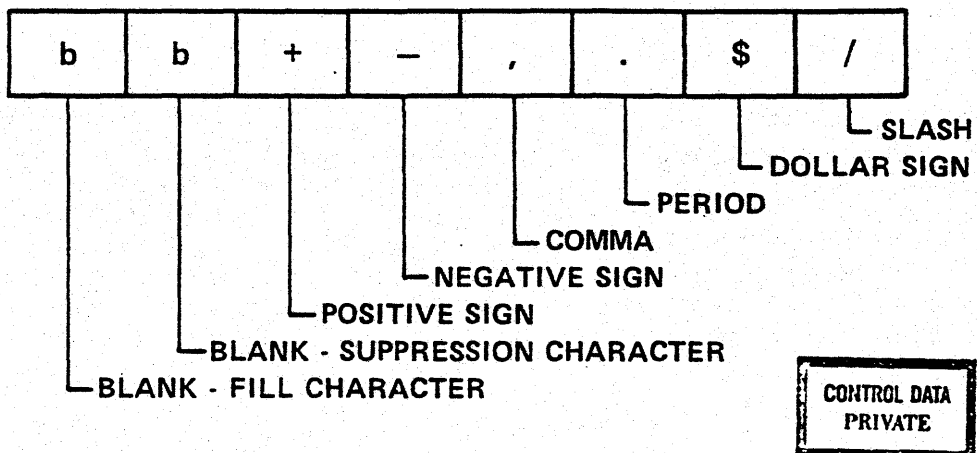 b b + – , . $ /
SLASH
DOLLAR SIGN
PERIOD
COMMA
NEGATIVE SIGN
POSITIVE SIGN
BLANK - SUPPRESSION CHARACTER
BLANK - FILL CHARACTER
CONTROL DATA
PRIVATE